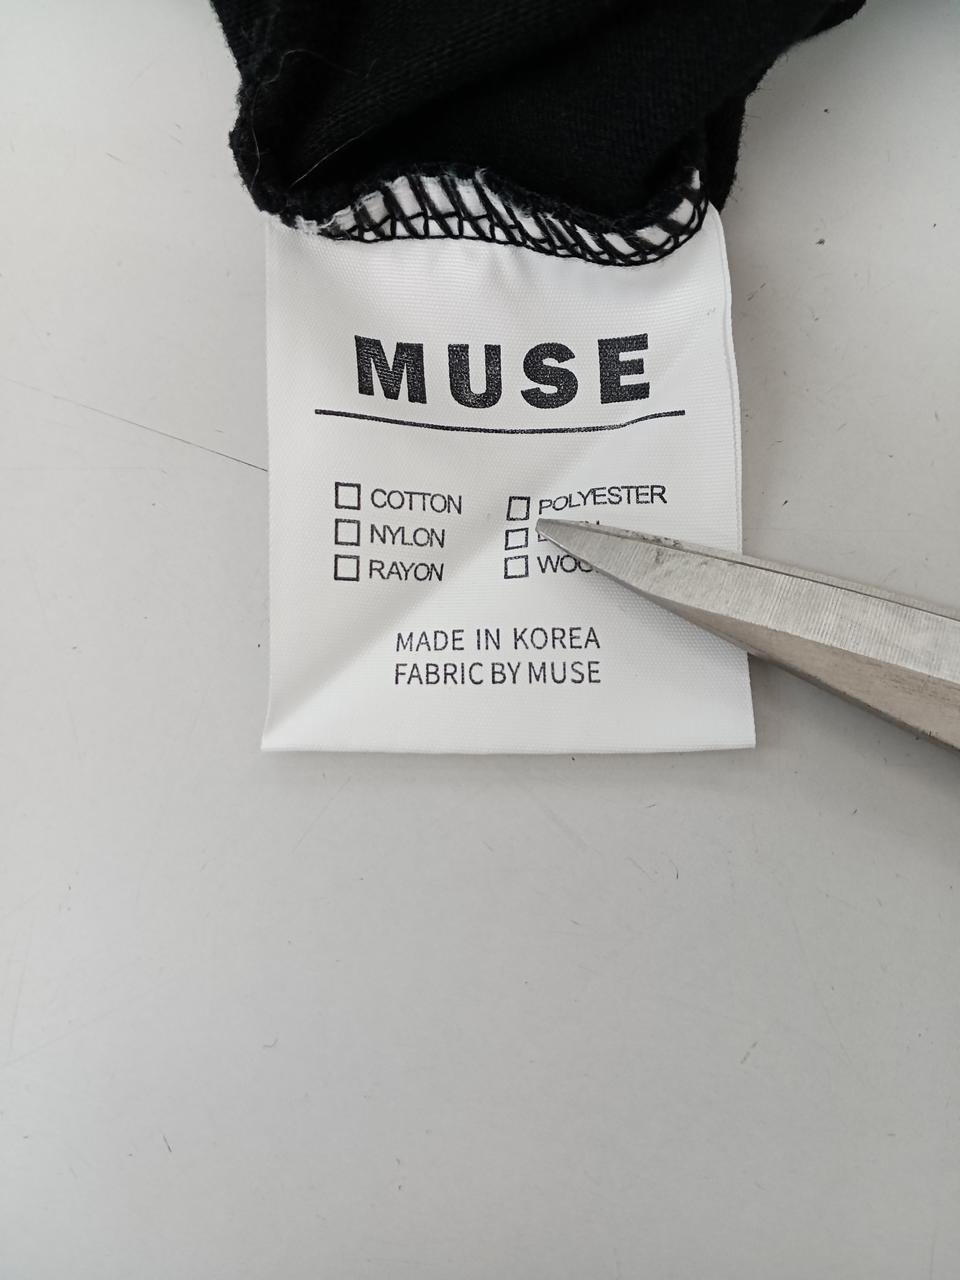 MUSE
☐ COTTON ☐ POLYESTER
☐ NYLON ☐
☐ RAYON ☐
MADE IN KOREA
FABRIC BY MUSE